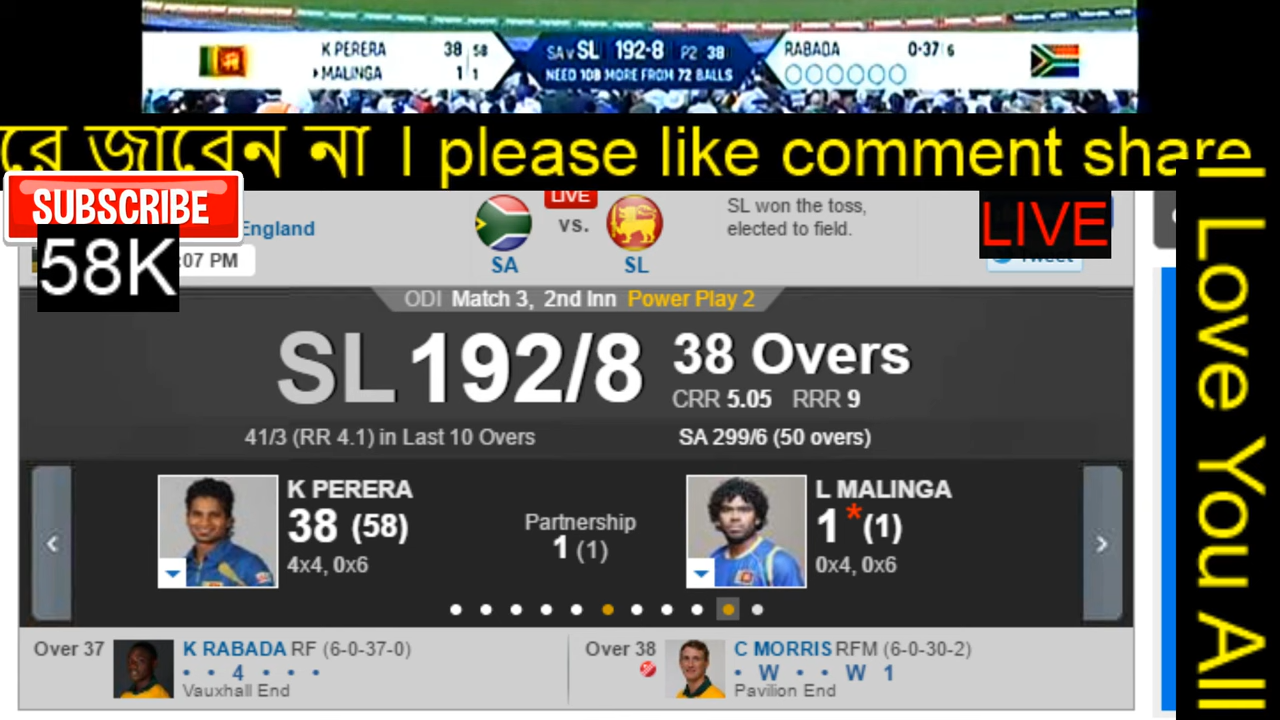 K PERERA 38 58
SA v SL 192-8 P2 38
RABADA 0-37 6
MALINGA 1 1
NEED 108 MORE FROM 72 BALLS
রে জাবেন না । please like comment share
SUBSCRIBE
58K
England
:07 PM
LIVE
vs.
SA
SL
SL won the toss,
elected to field.
LIVE
Tweet
ODI Match 3, 2nd Inn Power Play 2
SL 192/8
38 Overs
CRR 5.05 RRR 9
41/3 (RR 4.1) in Last 10 Overs
SA 299/6 (50 overs)
K PERERA
38 (58)
4x4, 0x6
Partnership
1 (1)
L MALINGA
1* (1)
0x4, 0x6
Over 37
K RABADA RF (6-0-37-0)
• • 4 • • •
Vauxhall End
Over 38
C MORRIS RFM (6-0-30-2)
• W • • W 1
Pavilion End
I Love You All